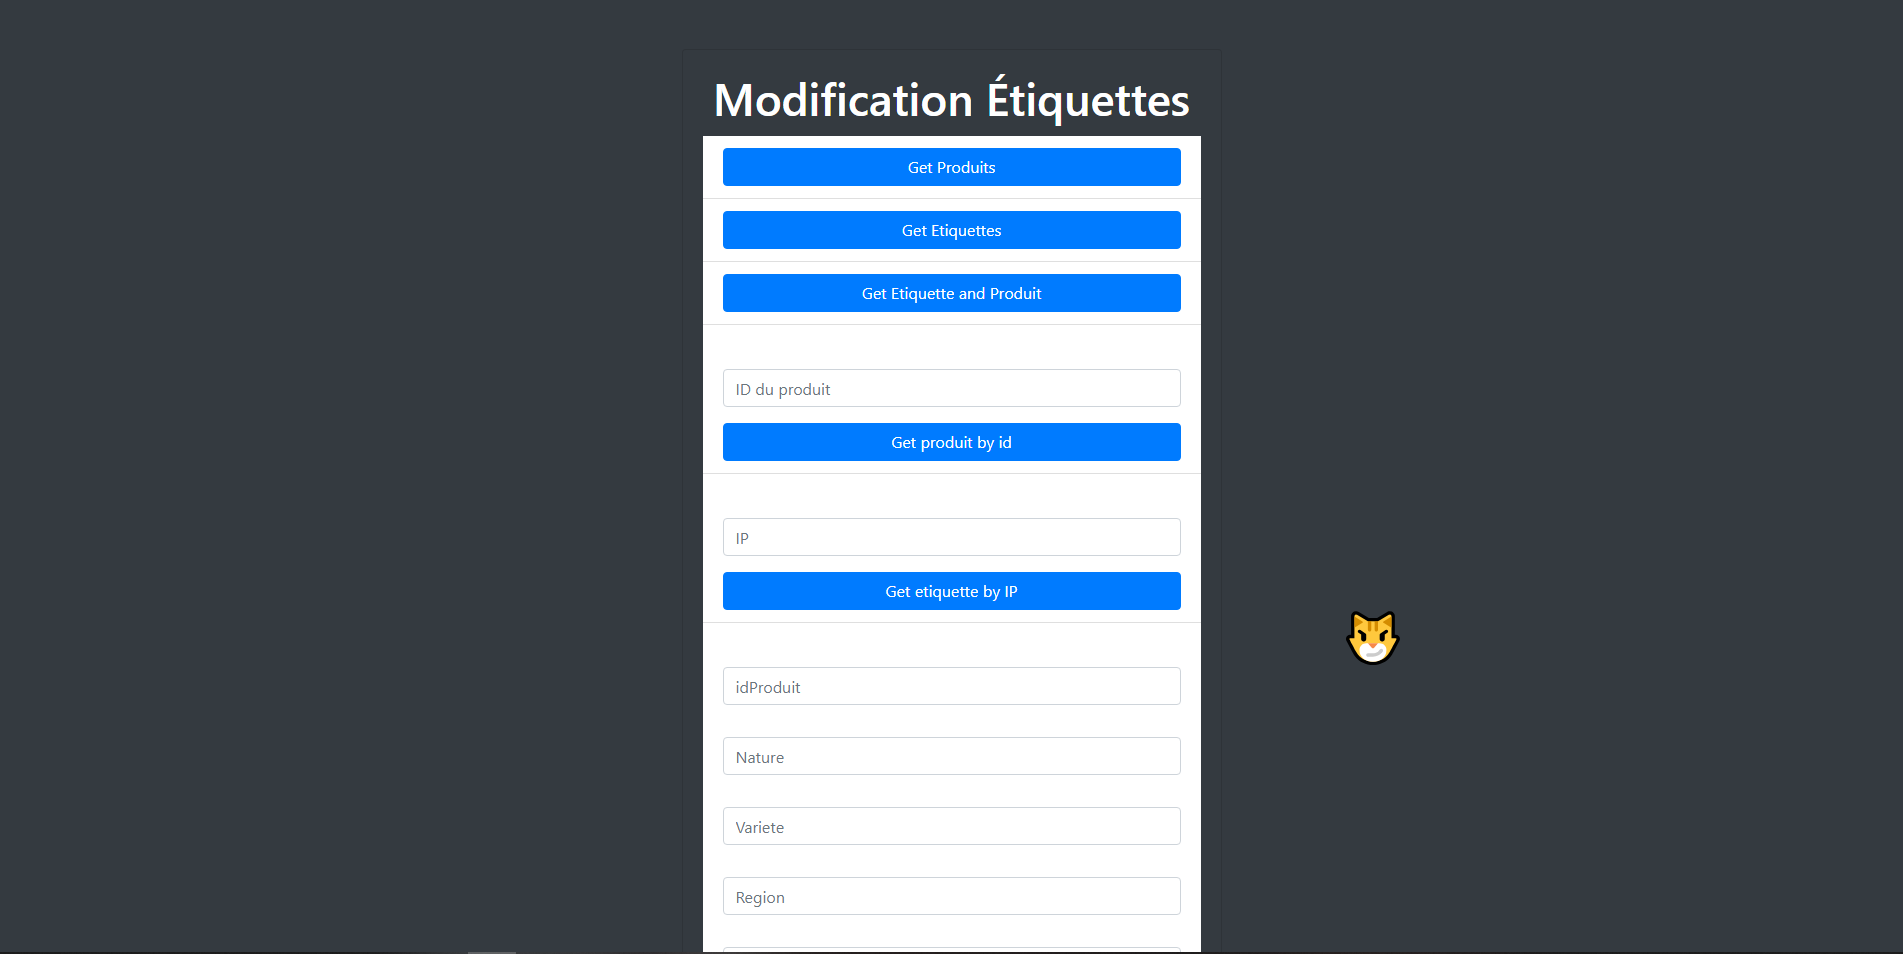 Modification Étiquettes
Get Produits
Get Etiquettes
Get Etiquette and Produit
ID du produit
Get produit by id
IP
Get etiquette by IP
idProduit
Nature
Variete
Region